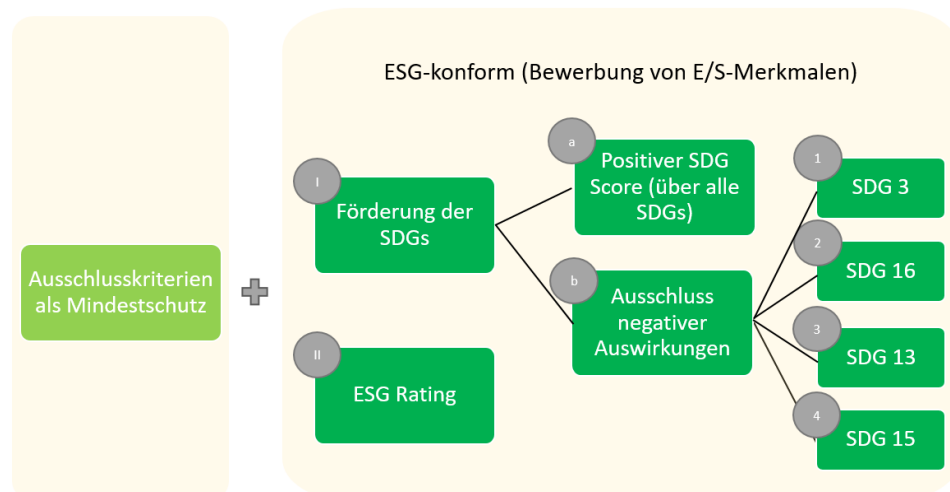 ESG-konform (Bewerbung von E/S-Merkmalen)
Ausschlusskriterien
als Mindestschutz
I
Förderung der
SDGs
II
ESG Rating
a
Positiver SDG
Score (über alle
SDGs)
b
Ausschluss
negativer
Auswirkungen
1
SDG 3
2
SDG 16
3
SDG 13
4
SDG 15